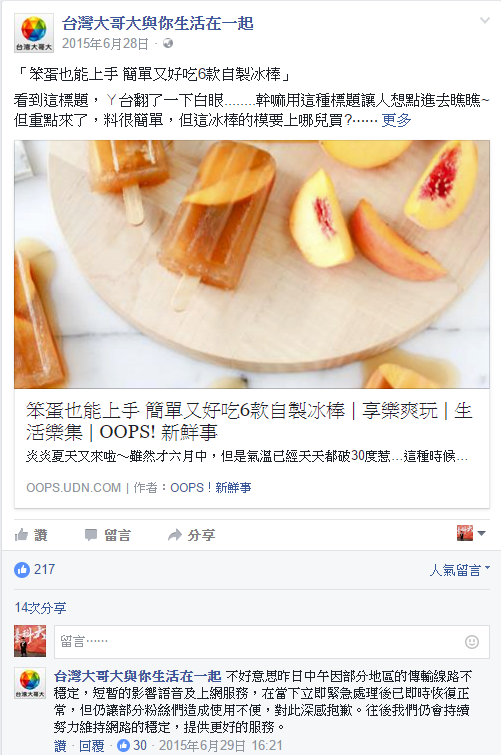 台灣大哥大與你生活在一起
台灣大哥大
2015年6月28日 ·
「笨蛋也能上手 簡單又好吃6款自製冰棒」
看到這標題，ㄚ台翻了一下白眼........幹嘛用這種標題讓人想點進去瞧瞧~
但重點來了，料很簡單，但這冰棒的模要上哪兒買?…… 更多
笨蛋也能上手 簡單又好吃6款自製冰棒 | 享樂爽玩 | 生
活樂集 | OOPS! 新鮮事
炎炎夏天又來啦～雖然才六月中，但是氣溫已經天天都破30度惹…這種時候…
OOPS.UDN.COM | 作者：OOPS！新鮮事
讚 留言 分享
217 人氣留言
14次分享
留言……
台灣大哥大與你生活在一起 不好意思昨日中午因部分地區的傳輸線路不
台灣大哥大
穩定，短暫的影響語音及上網服務，在當下立即緊急處理後已即時恢復正
常，但仍讓部分粉絲們造成使用不便，對此深感抱歉。往後我們仍會持續
努力維持網路的穩定，提供更好的服務。
讚 · 回覆 · 30 · 2015年6月29日 16:21